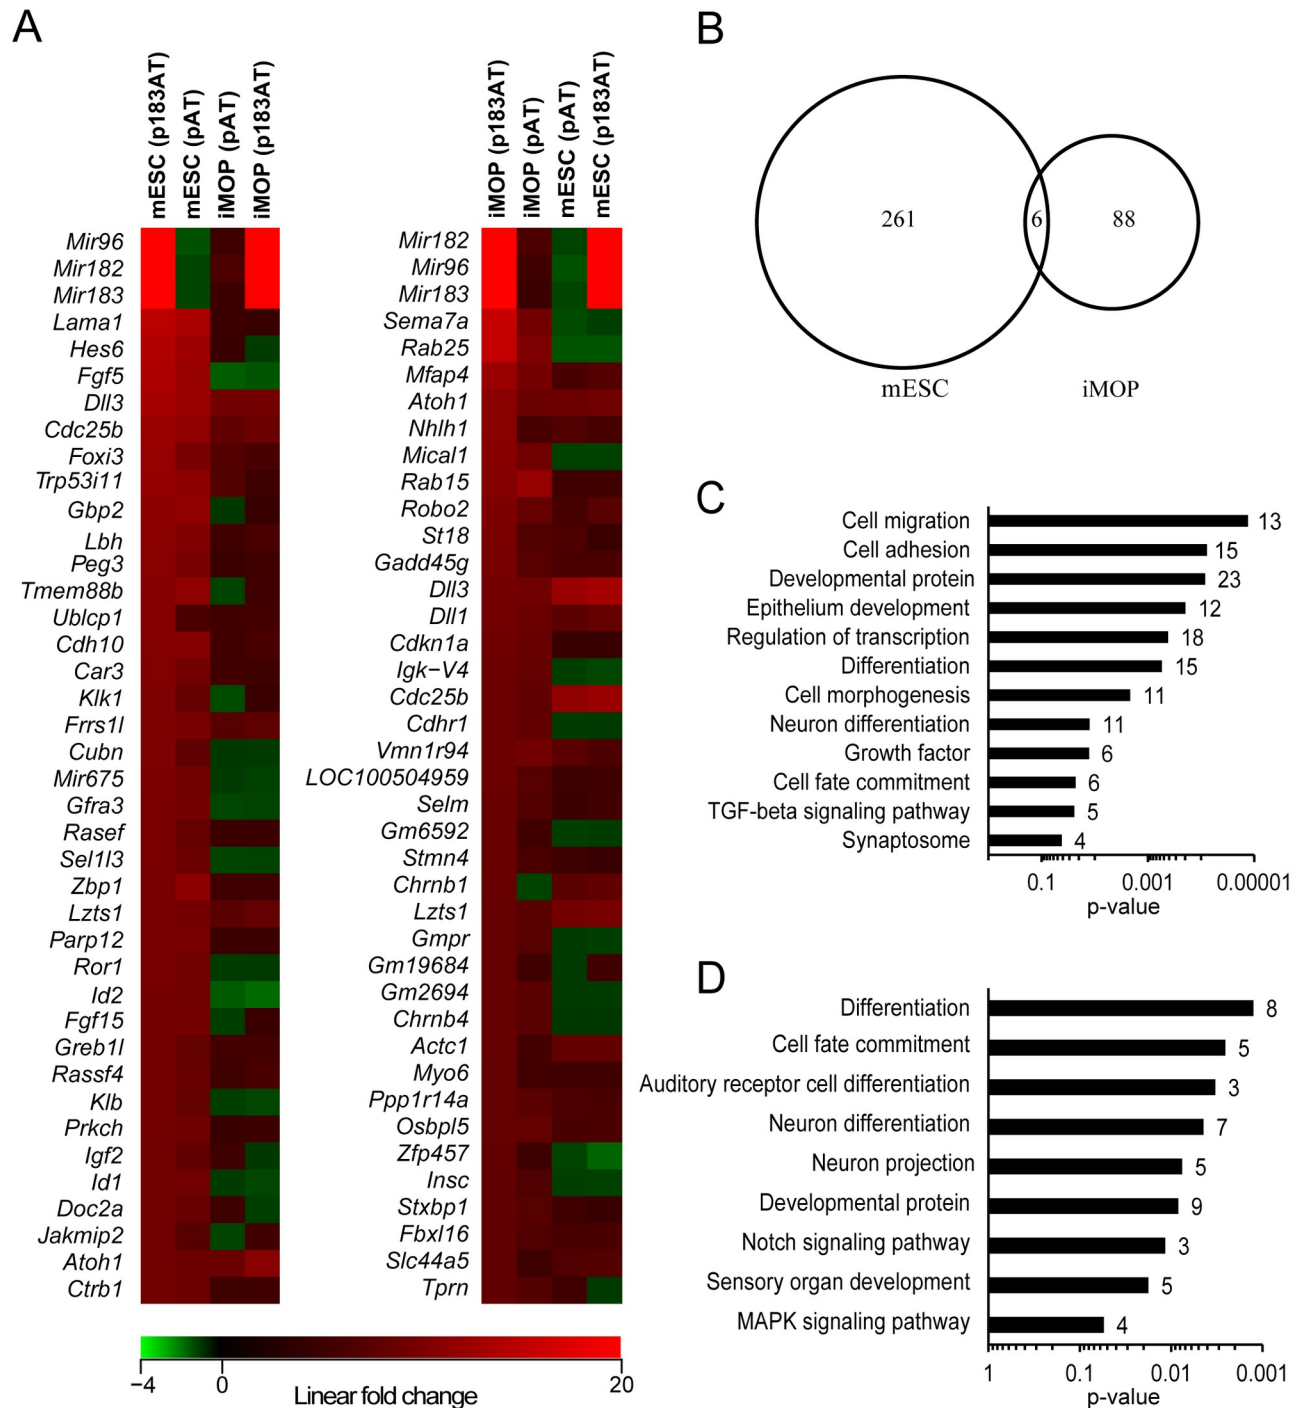 A
mESC (p183AT)
mESC (pAT)
iMOP (pAT)
iMOP (p183AT)
Mir96
Mir182
Mir183
Lama1
Hes6
Fgf5
Dll3
Cdc25b
Foxi3
Trp53i11
Gbp2
Lbh
Peg3
Tmem88b
Ublcp1
Cdh10
Car3
Klk1
Frrs1l
Cubn
Mir675
Gfra3
Rasef
Sel1l3
Zbp1
Lzts1
Parp12
Ror1
Id2
Fgf15
Greb1l
Rassf4
Klb
Prkch
Igf2
Id1
Doc2a
Jakmip2
Atoh1
Ctrb1
iMOP (p183AT)
iMOP (pAT)
mESC (pAT)
mESC (p183AT)
Mir182
Mir96
Mir183
Sema7a
Rab25
Mfap4
Atoh1
Nhlh1
Mical1
Rab15
Robo2
St18
Gadd45g
Dll3
Dll1
Cdkn1a
Igk−V4
Cdc25b
Cdhr1
Vmn1r94
LOC100504959
Selm
Gm6592
Stmn4
Chrnb1
Lzts1
Gmpr
Gm19684
Gm2694
Chrnb4
Actc1
Myo6
Ppp1r14a
Osbpl5
Zfp457
Insc
Stxbp1
Fbxl16
Slc44a5
Tprn
−4 0 20
Linear fold change
B
261 6 88
mESC iMOP
C
Cell migration 13
Cell adhesion 15
Developmental protein 23
Epithelium development 12
Regulation of transcription 18
Differentiation 15
Cell morphogenesis 11
Neuron differentiation 11
Growth factor 6
Cell fate commitment 6
TGF-beta signaling pathway 5
Synaptosome 4
0.1 0.001 0.00001
p-value
D
Differentiation 8
Cell fate commitment 5
Auditory receptor cell differentiation 3
Neuron differentiation 7
Neuron projection 5
Developmental protein 9
Notch signaling pathway 3
Sensory organ development 5
MAPK signaling pathway 4
1 0.1 0.01 0.001
p-value